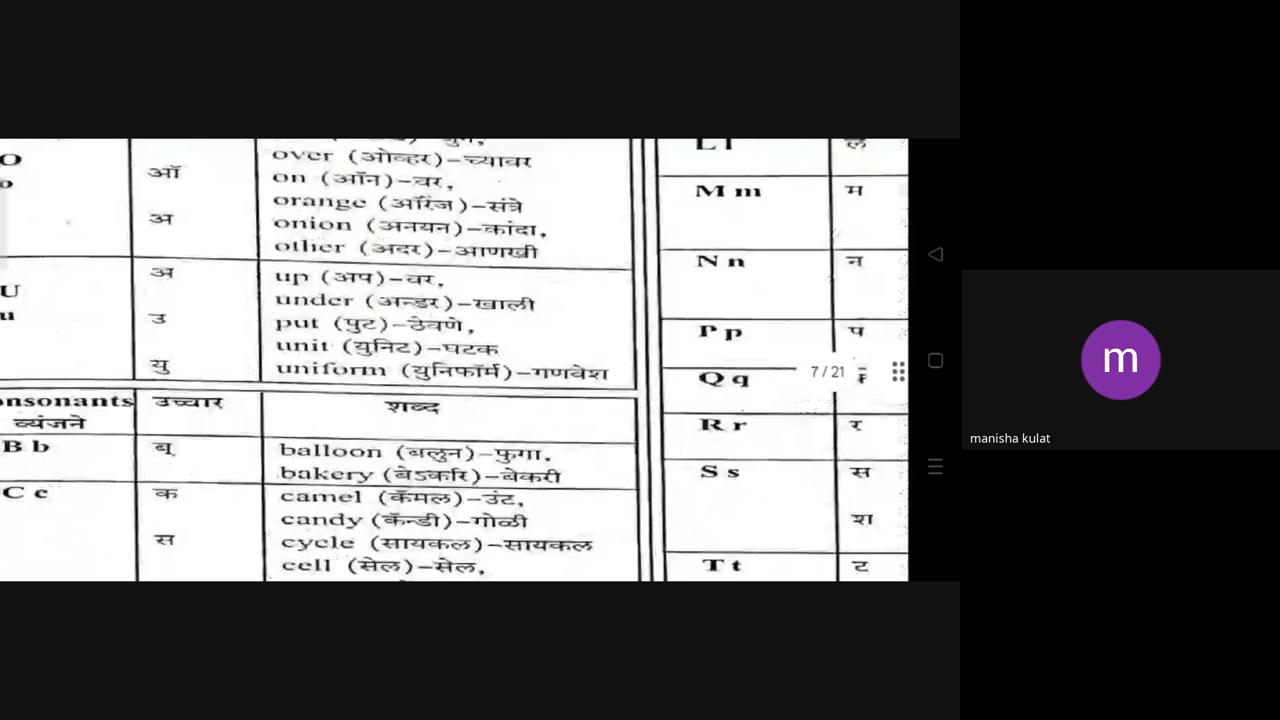 O o
ऑ
अ
over (ओव्हर)–च्यावर
on (ऑन)–वर,
orange (ऑरेंज)–संत्रे
onion (अनयन)–कांदा,
other (अदर)–आणखी
U u
अ
उ
यु
up (अप)–वर,
under (अन्डर)–खाली
put (पुट)–ठेवणे,
unit (युनिट)–घटक
uniform (युनिफॉर्म)–गणवेश
onsonants उच्चार शब्द
व्यंजने
B b ब् balloon (बलुन)–फुगा,
bakery (बेऽकरि)–बेकरी
C c क camel (कॅमल)–उंट,
candy (कॅन्डी)–गोळी
स cycle (सायकल)–सायकल
cell (सेल)–सेल,
L l ल
M m म
N n न
P p प
Q q
R r र
S s स
श
T t ट
7 / 21
m
manisha kulat